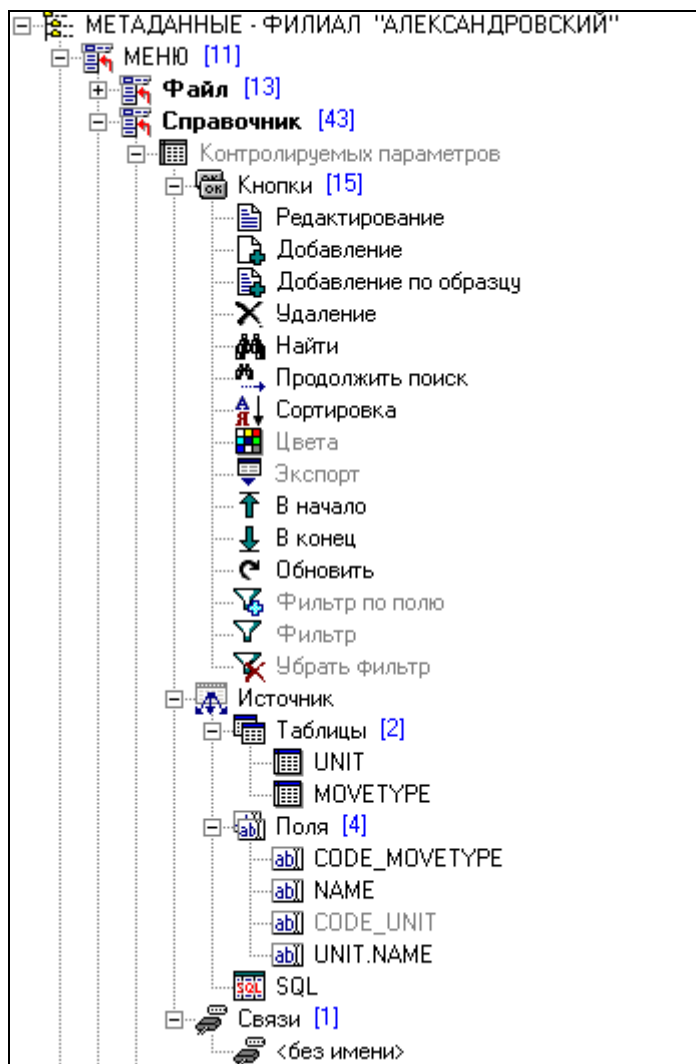 МЕТАДАННЫЕ - ФИЛИАЛ "АЛЕКСАНДРОВСКИЙ"
МЕНЮ [11]
Файл [13]
Справочник [43]
Контролируемых параметров
Кнопки [15]
Редактирование
Добавление
Добавление по образцу
Удаление
Найти
Продолжить поиск
Сортировка
Цвета
Экспорт
В начало
В конец
Обновить
Фильтр по полю
Фильтр
Убрать фильтр
Источник
Таблицы [2]
UNIT
MOVETYPE
Поля [4]
CODE_MOVETYPE
NAME
CODE_UNIT
UNIT.NAME
SQL
Связи [1]
<без имени>